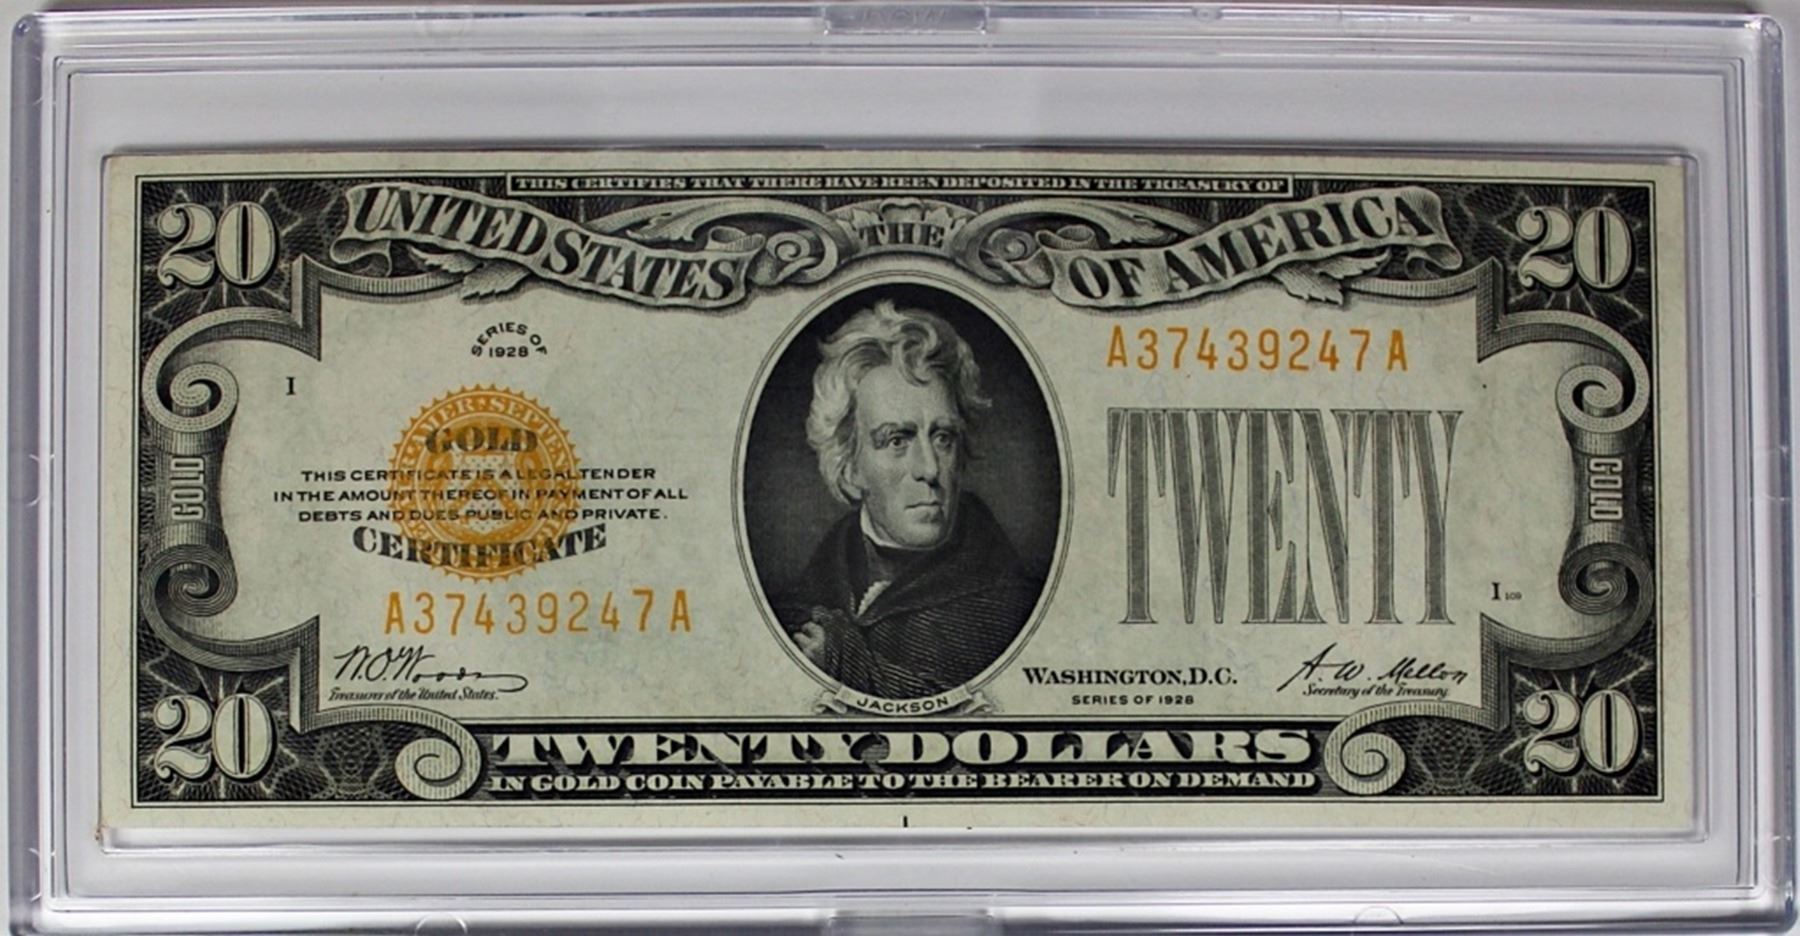 THIS CERTIFIES THAT THERE HAVE BEEN DEPOSITED IN THE TREASURY OF
20
UNITED STATES
THE
OF AMERICA
20
SERIES OF
1928
A37439247A
I
GOLD
THIS CERTIFICATE IS A LEGAL TENDER
IN THE AMOUNT THEREOF IN PAYMENT OF ALL
DEBTS AND DUES PUBLIC AND PRIVATE.
CERTIFICATE
GOLD
TWENTY
GOLD
A37439247A
I 109
W.O. Woods
Treasurer of the United States.
JACKSON
WASHINGTON, D.C.
SERIES OF 1928
A. W. Mellon
Secretary of the Treasury.
20
TWENTY DOLLARS
20
IN GOLD COIN PAYABLE TO THE BEARER ON DEMAND